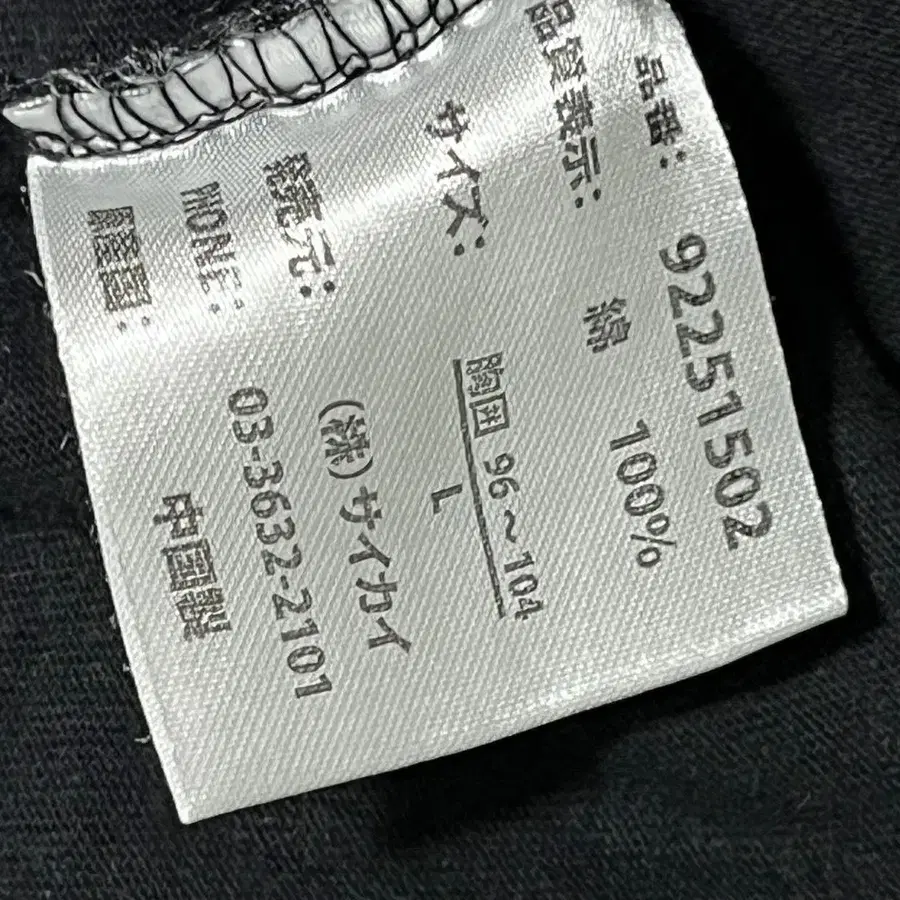 品番: 92251502
品質表示:
綿 100%
サイズ:
胸囲 96～104
L
発売元: (株)サイカイ
HONE: 03-3632-2101
原産国: 中国製